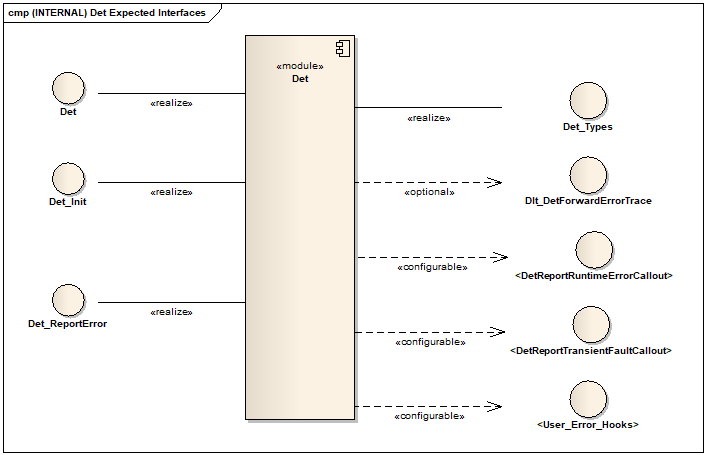 cmp (INTERNAL) Det Expected Interfaces
«module»
Det
Det
«realize»
Det_Init
«realize»
Det_ReportError
«realize»
«realize»
Det_Types
«optional»
Dlt_DetForwardErrorTrace
«configurable»
<DetReportRuntimeErrorCallout>
«configurable»
<DetReportTransientFaultCallout>
«configurable»
<User_Error_Hooks>